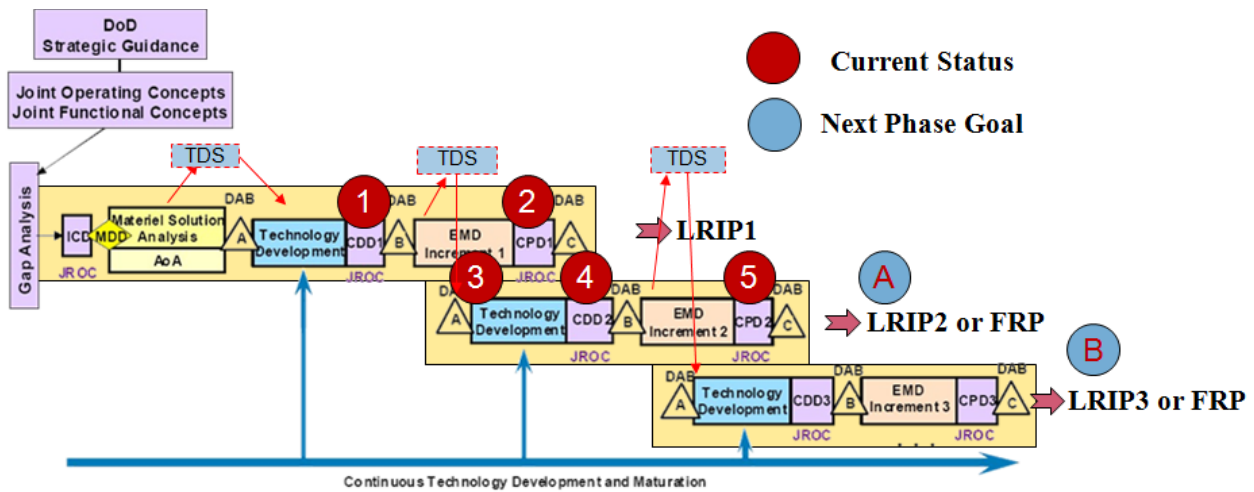 DoD
Strategic Guidance
Joint Operating Concepts
Joint Functional Concepts
Gap Analysis
Current Status
Next Phase Goal
TDS
TDS
TDS
ICD
MDD
JROC
Materiel Solution
Analysis
AoA
DAB
A
Technology
Development
1
CDD1
JROC
DAB
B
EMD
Increment 1
2
CPD1
JROC
DAB
C
LRIP1
3
DAB
A
Technology
Development
4
CDD2
JROC
DAB
B
EMD
Increment 2
5
CPD2
JROC
DAB
C
A
LRIP2 or FRP
DAB
A
Technology
Development
CDD3
JROC
DAB
B
EMD
Increment 3
CPD3
JROC
. . .
DAB
C
B
LRIP3 or FRP
Continuous Technology Development and Maturation